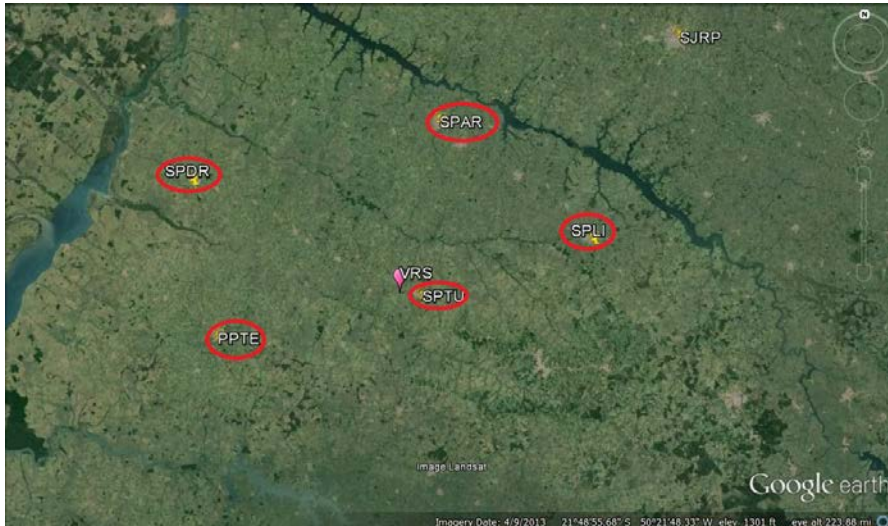 N
SJRP
SPAR
SPDR
SPLI
VRS
SPTU
PPTE
Image Landsat
Google earth
Imagery Date: 4/9/2013 21°48'55.68" S 50°21'48.33" W elev 1301 ft eye alt 223.88 mi